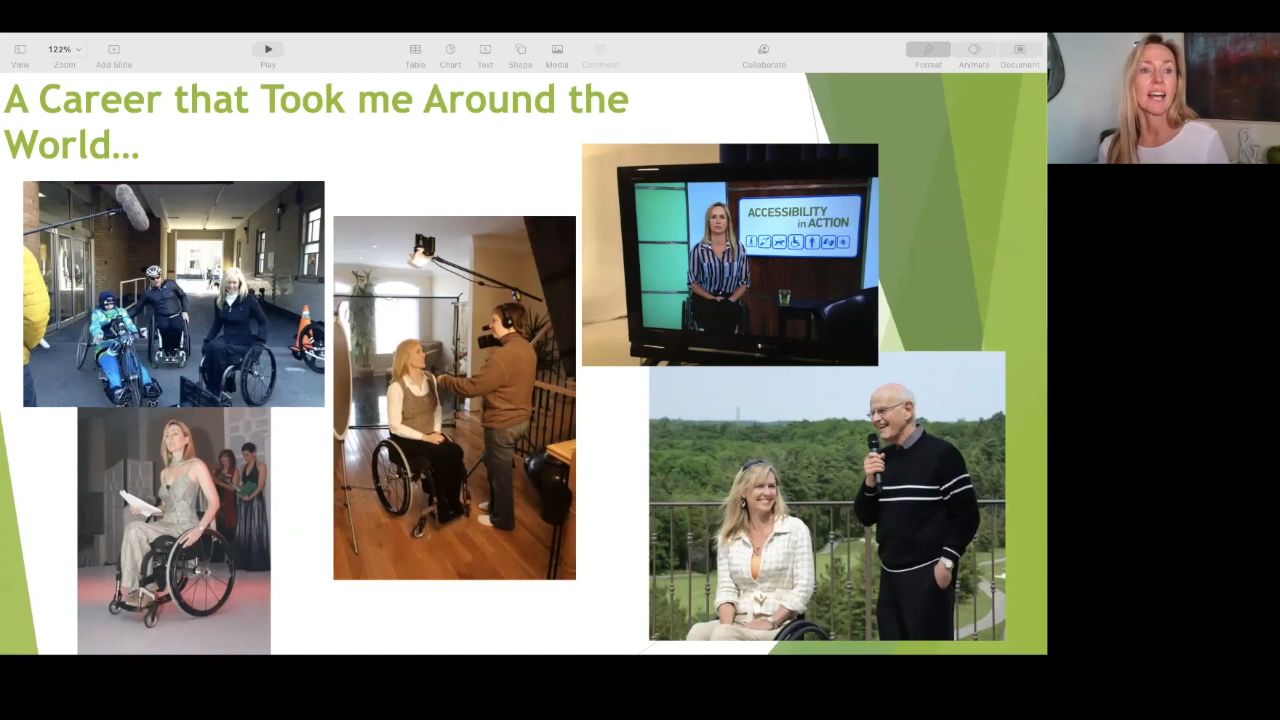 122%
View
Zoom
Add Slide
Play
Table
Chart
Text
Shape
Media
Comment
Collaborate
Format
Animate
Document
A Career that Took me Around the
World...
ACCESSIBILITY
in ACTION